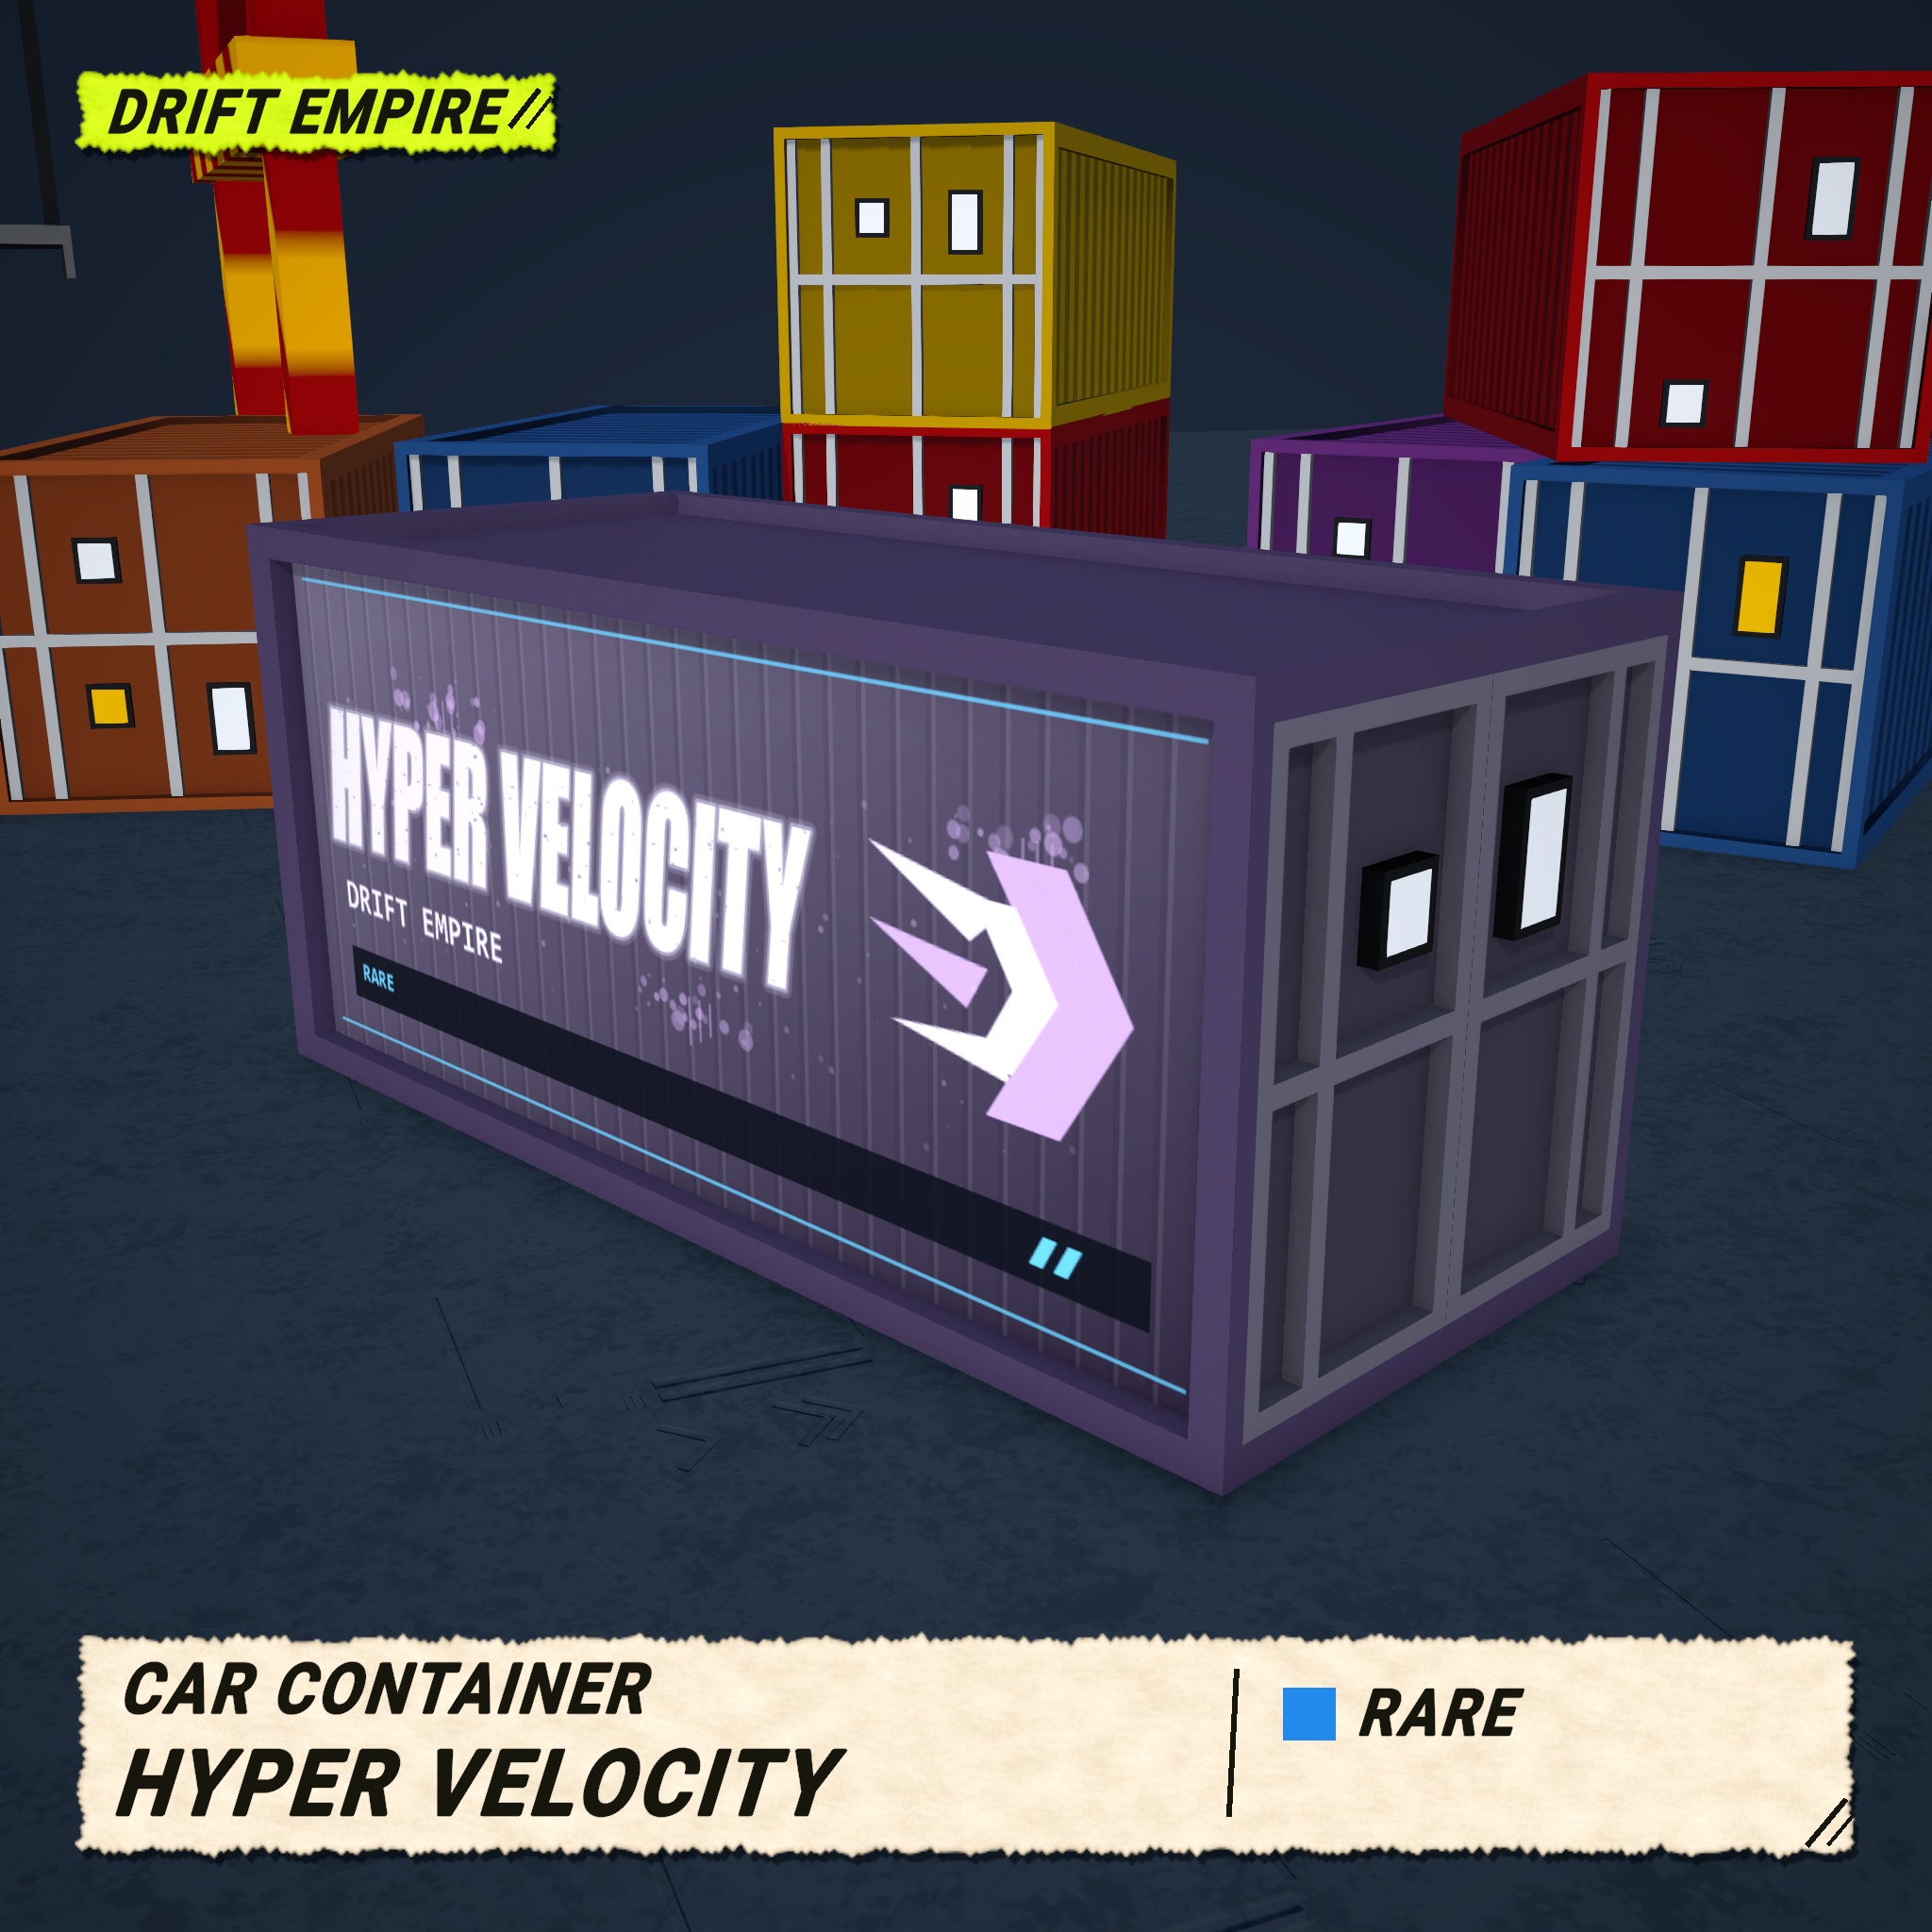 DRIFT EMPIRE//
HYPER VELOCITY
DRIFT EMPIRE
RARE
CAR CONTAINER
HYPER VELOCITY
RARE